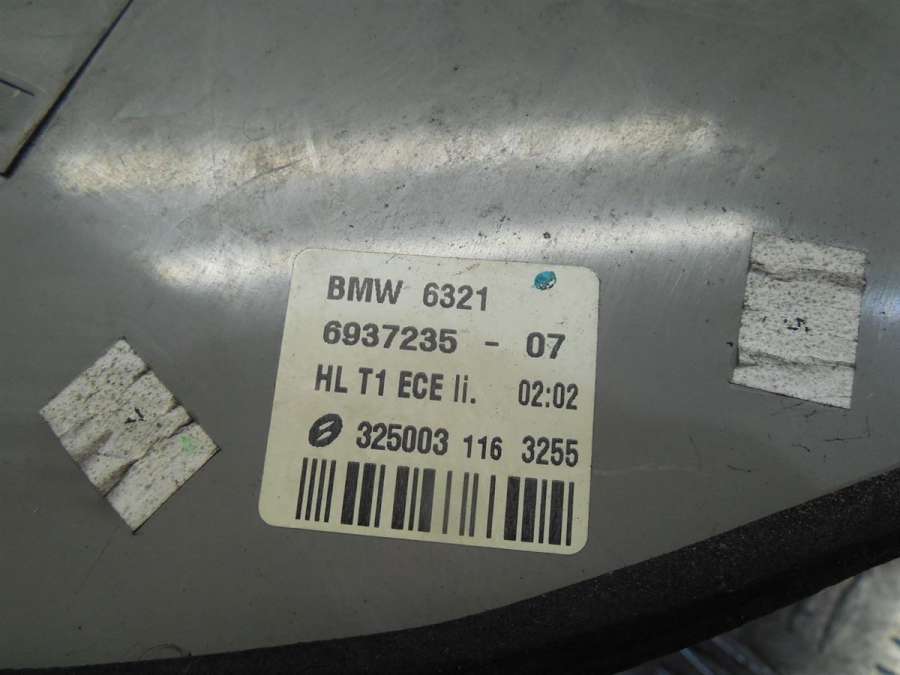 BMW 6321
6937235 - 07
HL T1 ECE li. 02:02
325003 116 3255